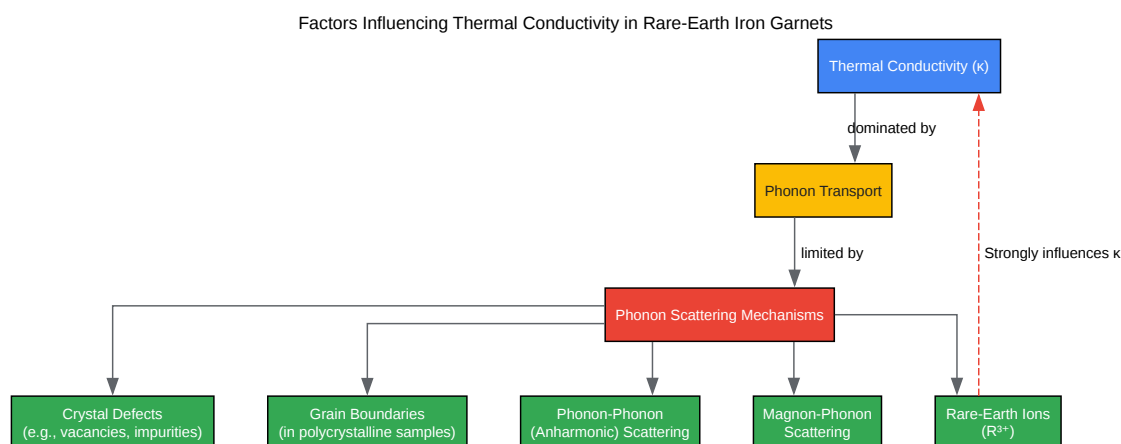 Factors Influencing Thermal Conductivity in Rare-Earth Iron Garnets
Thermal Conductivity (κ)
dominated by
Phonon Transport
limited by
Strongly influences κ
Phonon Scattering Mechanisms
Crystal Defects
(e.g., vacancies, impurities)
Grain Boundaries
(in polycrystalline samples)
Phonon-Phonon
(Anharmonic) Scattering
Magnon-Phonon
Scattering
Rare-Earth Ions
(R³⁺)